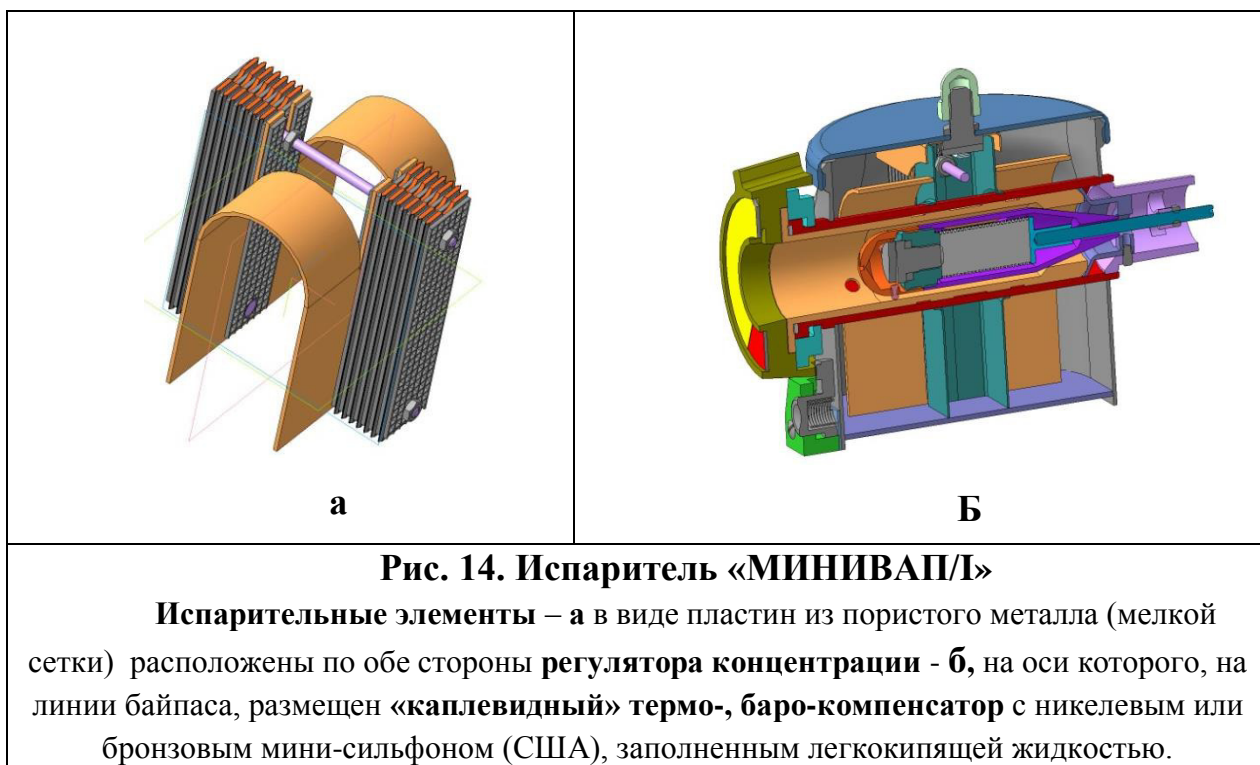 а
Б
Рис. 14. Испаритель «МИНИВАП/I»
Испарительные элементы – а в виде пластин из пористого металла (мелкой
сетки) расположены по обе стороны регулятора концентрации - б, на оси которого, на
линии байпаса, размещен «каплевидный» термо-, баро-компенсатор с никелевым или
бронзовым мини-сильфоном (США), заполненным легкокипящей жидкостью.